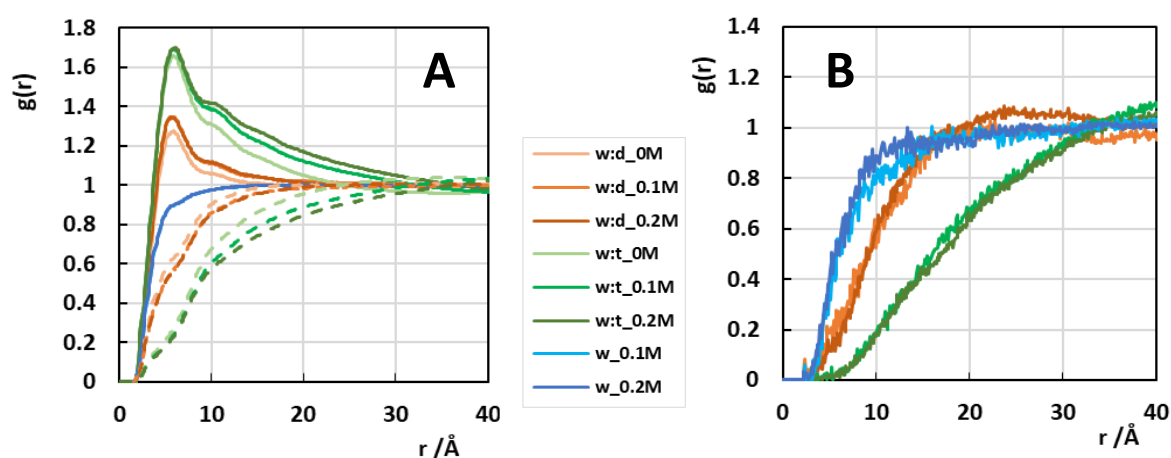 A
g(r)
1.8
1.6
1.4
1.2
1
0.8
0.6
0.4
0.2
0
0 10 20 30 40
r /Å
w:d_0M
w:d_0.1M
w:d_0.2M
w:t_0M
w:t_0.1M
w:t_0.2M
w_0.1M
w_0.2M
B
g(r)
1.4
1.2
1
0.8
0.6
0.4
0.2
0
0 10 20 30 40
r /Å